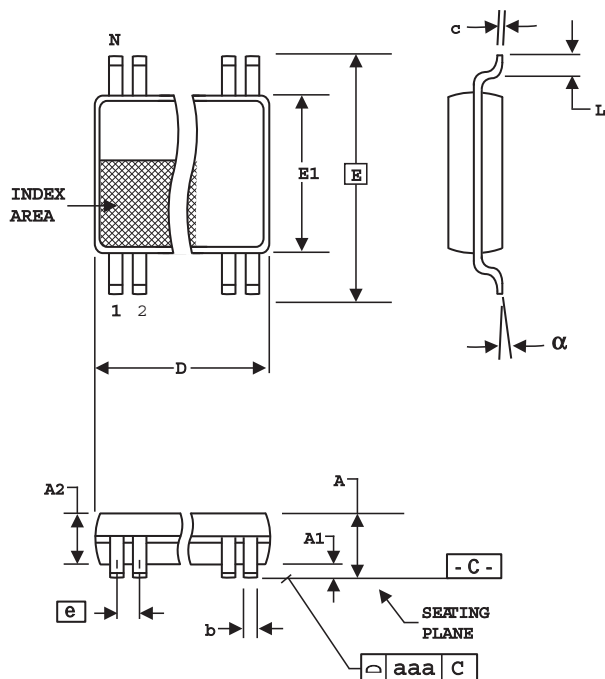 N
c
L
E1
E
INDEX
AREA
1 2
α
D
A2
A
A1
- C -
e
b
SEATING
PLANE
D aaa C